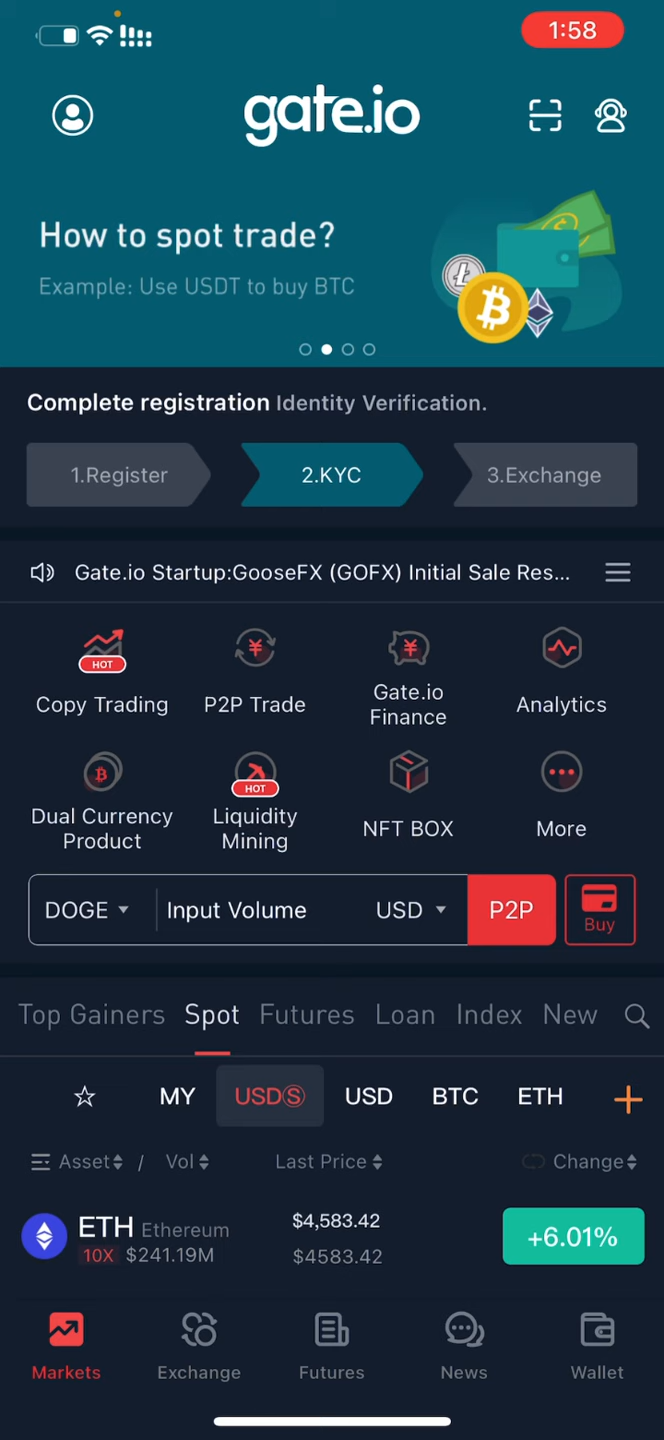 1:58
gate.io
How to spot trade?
Example: Use USDT to buy BTC
Complete registration Identity Verification.
1.Register 2.KYC 3.Exchange
Gate.io Startup:GooseFX (GOFX) Initial Sale Res...
HOT
Copy Trading P2P Trade Gate.io Finance Analytics
HOT
Dual Currency Product Liquidity Mining NFT BOX More
DOGE Input Volume USD P2P Buy
Top Gainers Spot Futures Loan Index New
MY USDⓈ USD BTC ETH
Asset / Vol Last Price Change
ETH Ethereum $4,583.42 +6.01%
10X $241.19M $4583.42
Markets Exchange Futures News Wallet